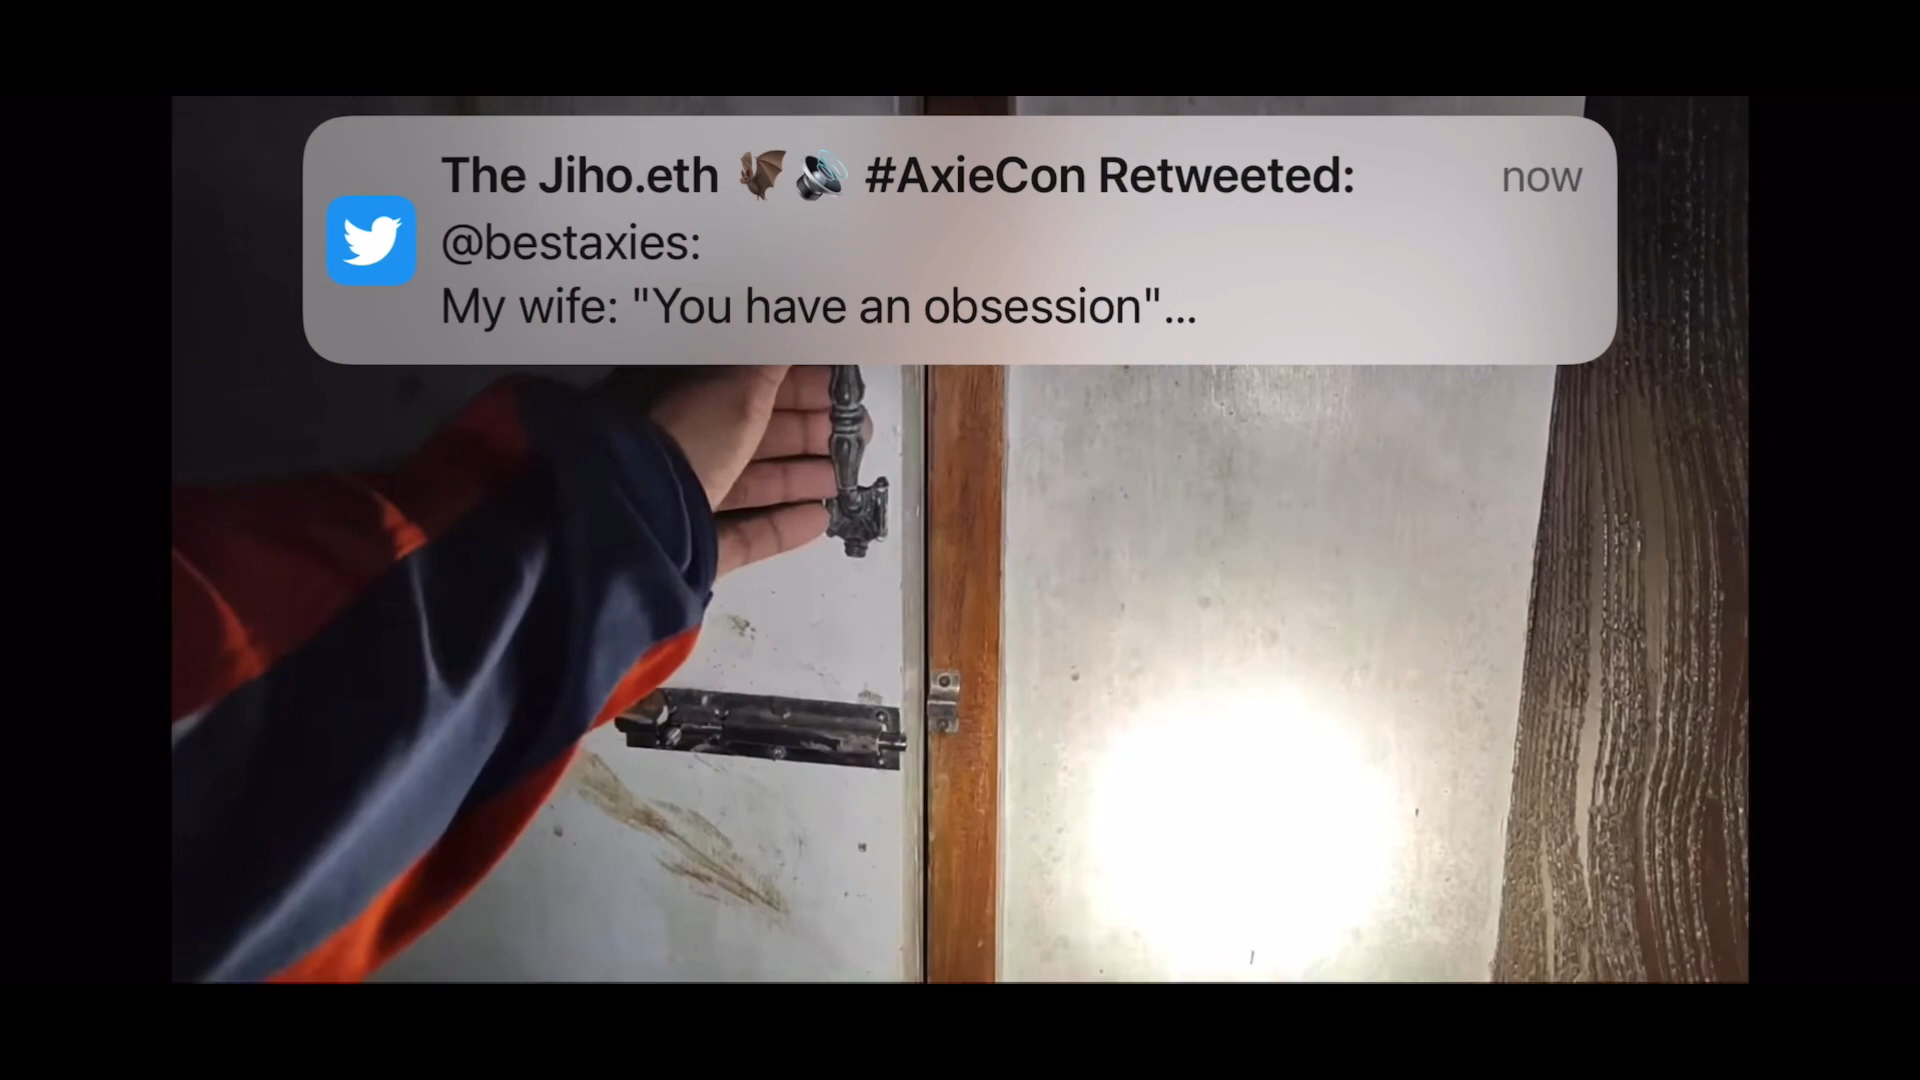 The Jiho.eth 🦇🔊 #AxieCon Retweeted: now
@bestaxies:
My wife: "You have an obsession"...